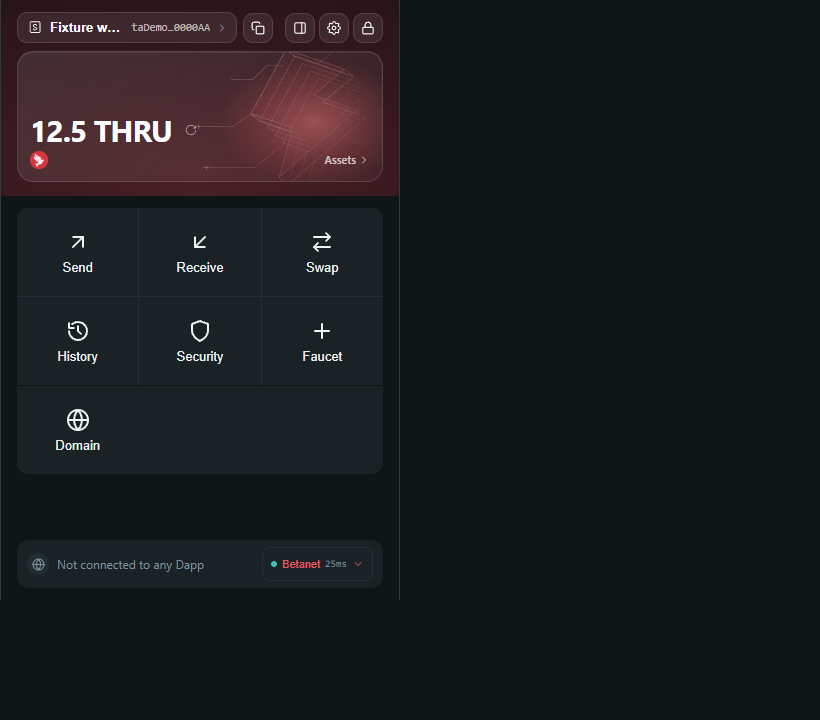 S Fixture w... taDemo…0000AA
12.5 THRU
Assets
Send Receive Swap
History Security Faucet
Domain
Not connected to any Dapp Betanet 25ms